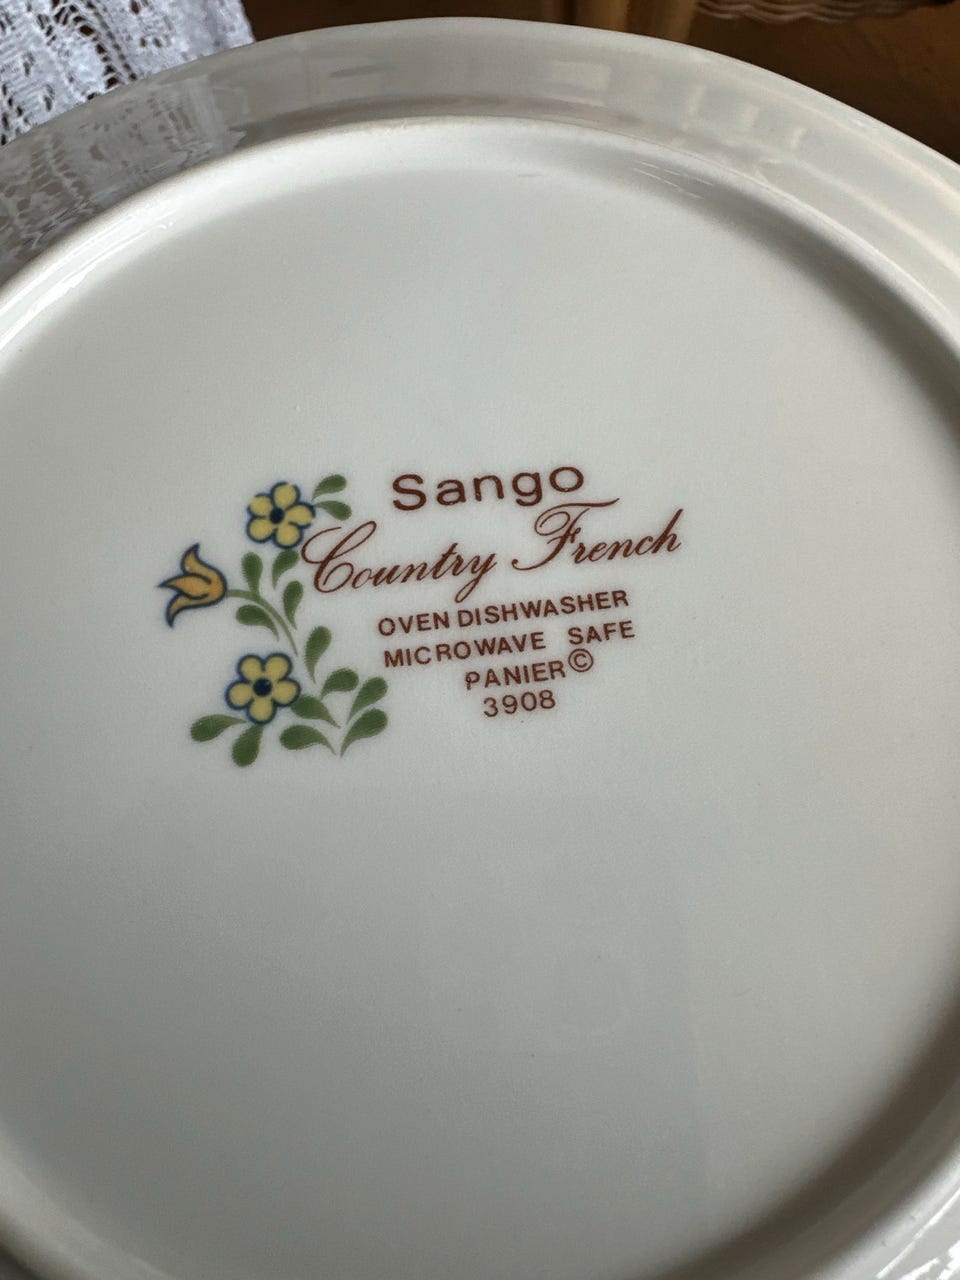 Sango
Country French
OVEN DISHWASHER
MICROWAVE SAFE
PANIER©
3908